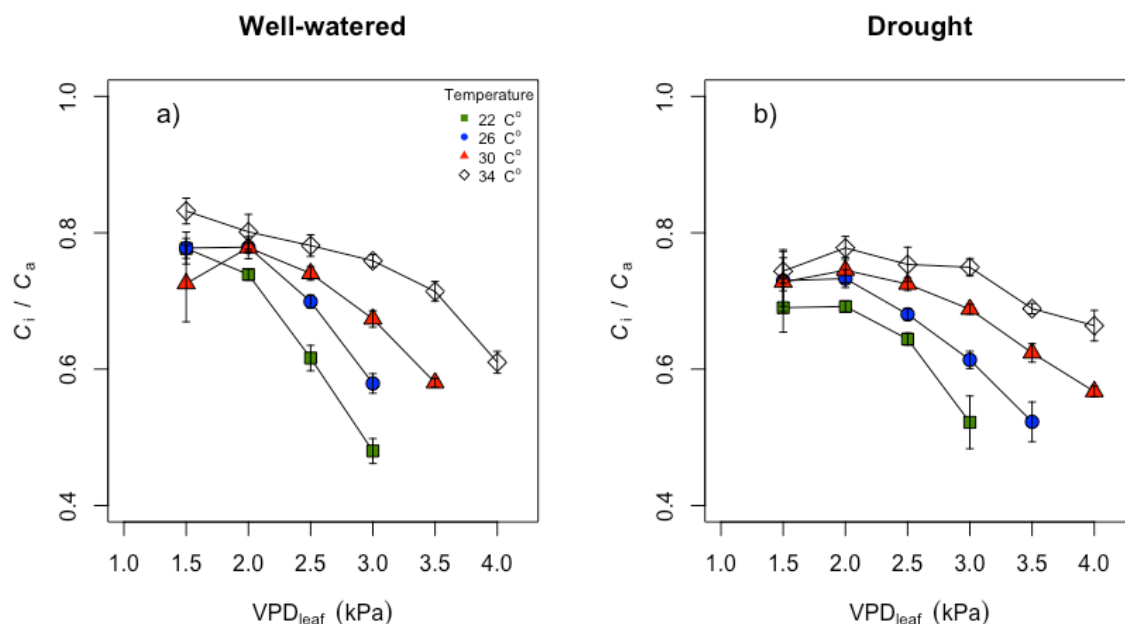 Well-watered
a)
Temperature
22 C°
26 C°
30 C°
34 C°
1.0
0.8
0.6
0.4
Ci / Ca
1.0 1.5 2.0 2.5 3.0 3.5 4.0
VPDleaf (kPa)
Drought
b)
1.0
0.8
0.6
0.4
Ci / Ca
1.0 1.5 2.0 2.5 3.0 3.5 4.0
VPDleaf (kPa)